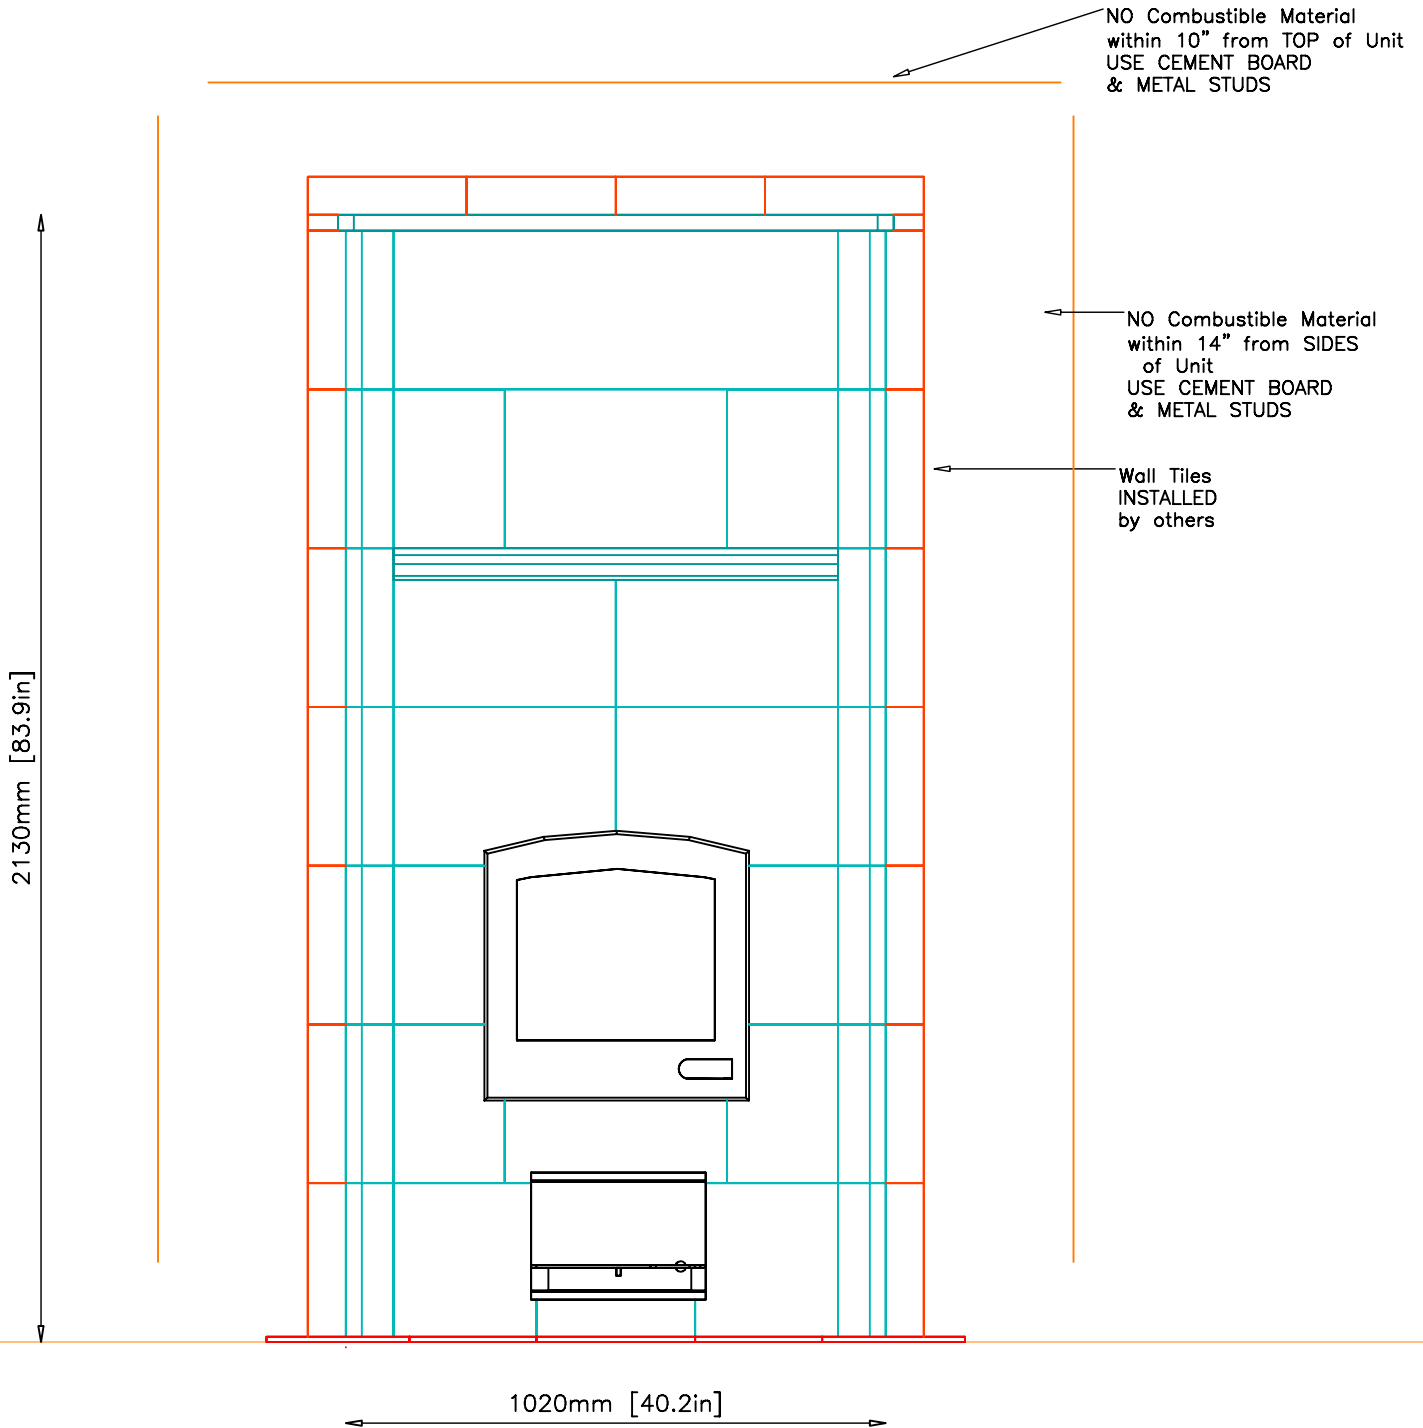 NO Combustible Material
within 10" from TOP of Unit
USE CEMENT BOARD
& METAL STUDS
NO Combustible Material
within 14" from SIDES
of Unit
USE CEMENT BOARD
& METAL STUDS
Wall Tiles
INSTALLED
by others
2130mm [83.9in]
1020mm [40.2in]